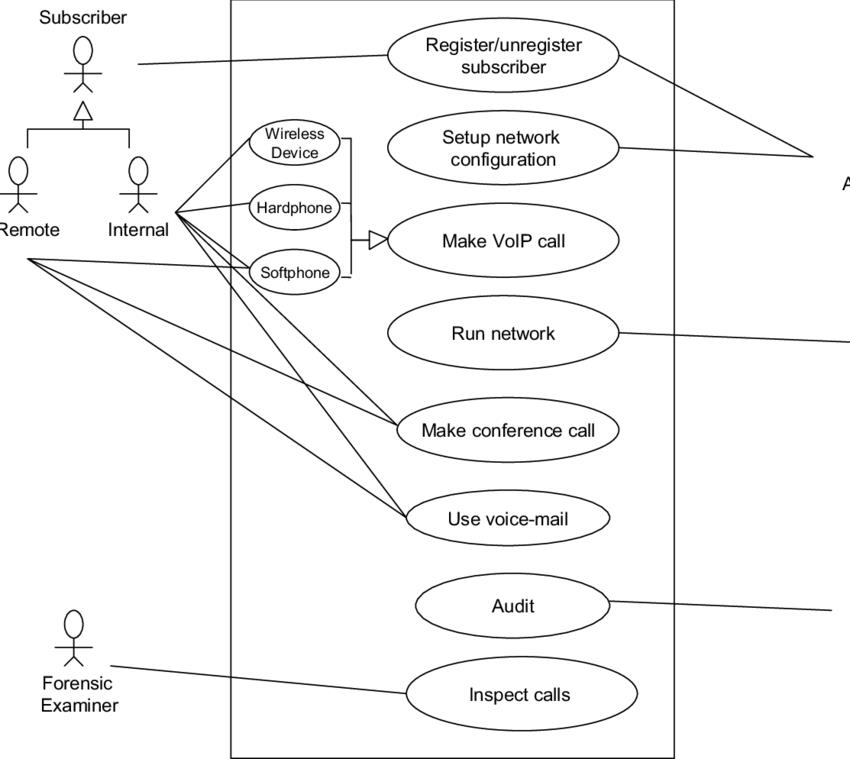 Subscriber
Register/unregister
subscriber
Wireless
Device
Setup network
configuration
A
Hardphone
Remote
Internal
Make VoIP call
Softphone
Run network
Make conference call
Use voice-mail
Audit
Forensic
Examiner
Inspect calls